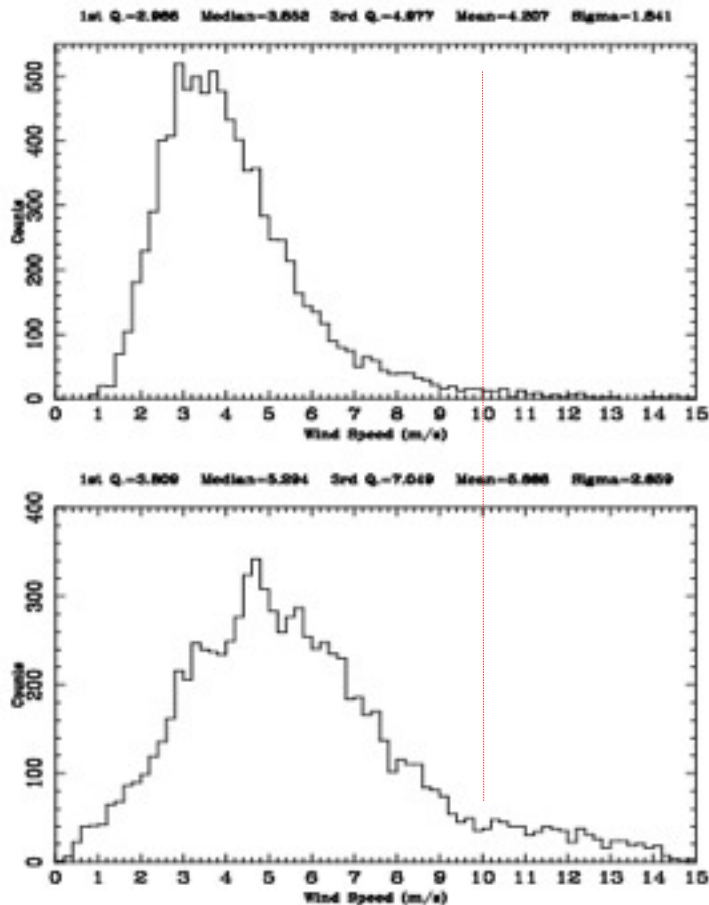 1st Q.=2.966 Median=3.852 3rd Q.=4.977 Mean=4.207 Sigma=1.841
500
400
300
200
100
0
Counts
0 1 2 3 4 5 6 7 8 9 10 11 12 13 14 15
Wind Speed (m/s)
1st Q.=3.809 Median=5.294 3rd Q.=7.049 Mean=5.666 Sigma=2.659
400
300
200
100
0
Counts
0 1 2 3 4 5 6 7 8 9 10 11 12 13 14 15
Wind Speed (m/s)